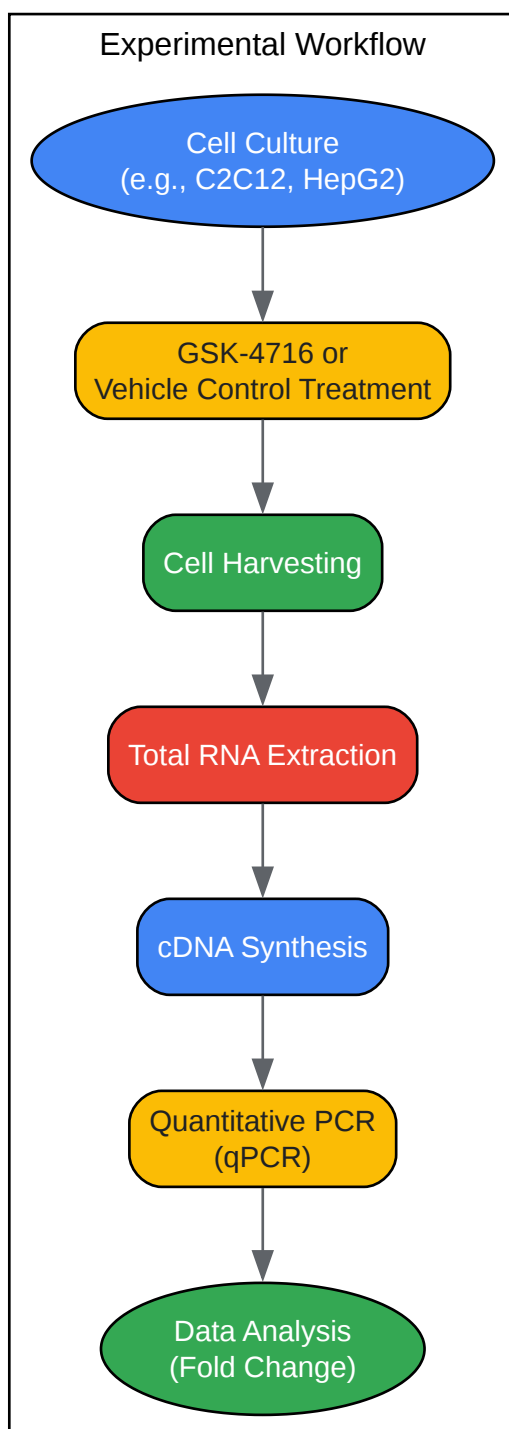 Experimental Workflow
Cell Culture
(e.g., C2C12, HepG2)
GSK-4716 or
Vehicle Control Treatment
Cell Harvesting
Total RNA Extraction
cDNA Synthesis
Quantitative PCR
(qPCR)
Data Analysis
(Fold Change)